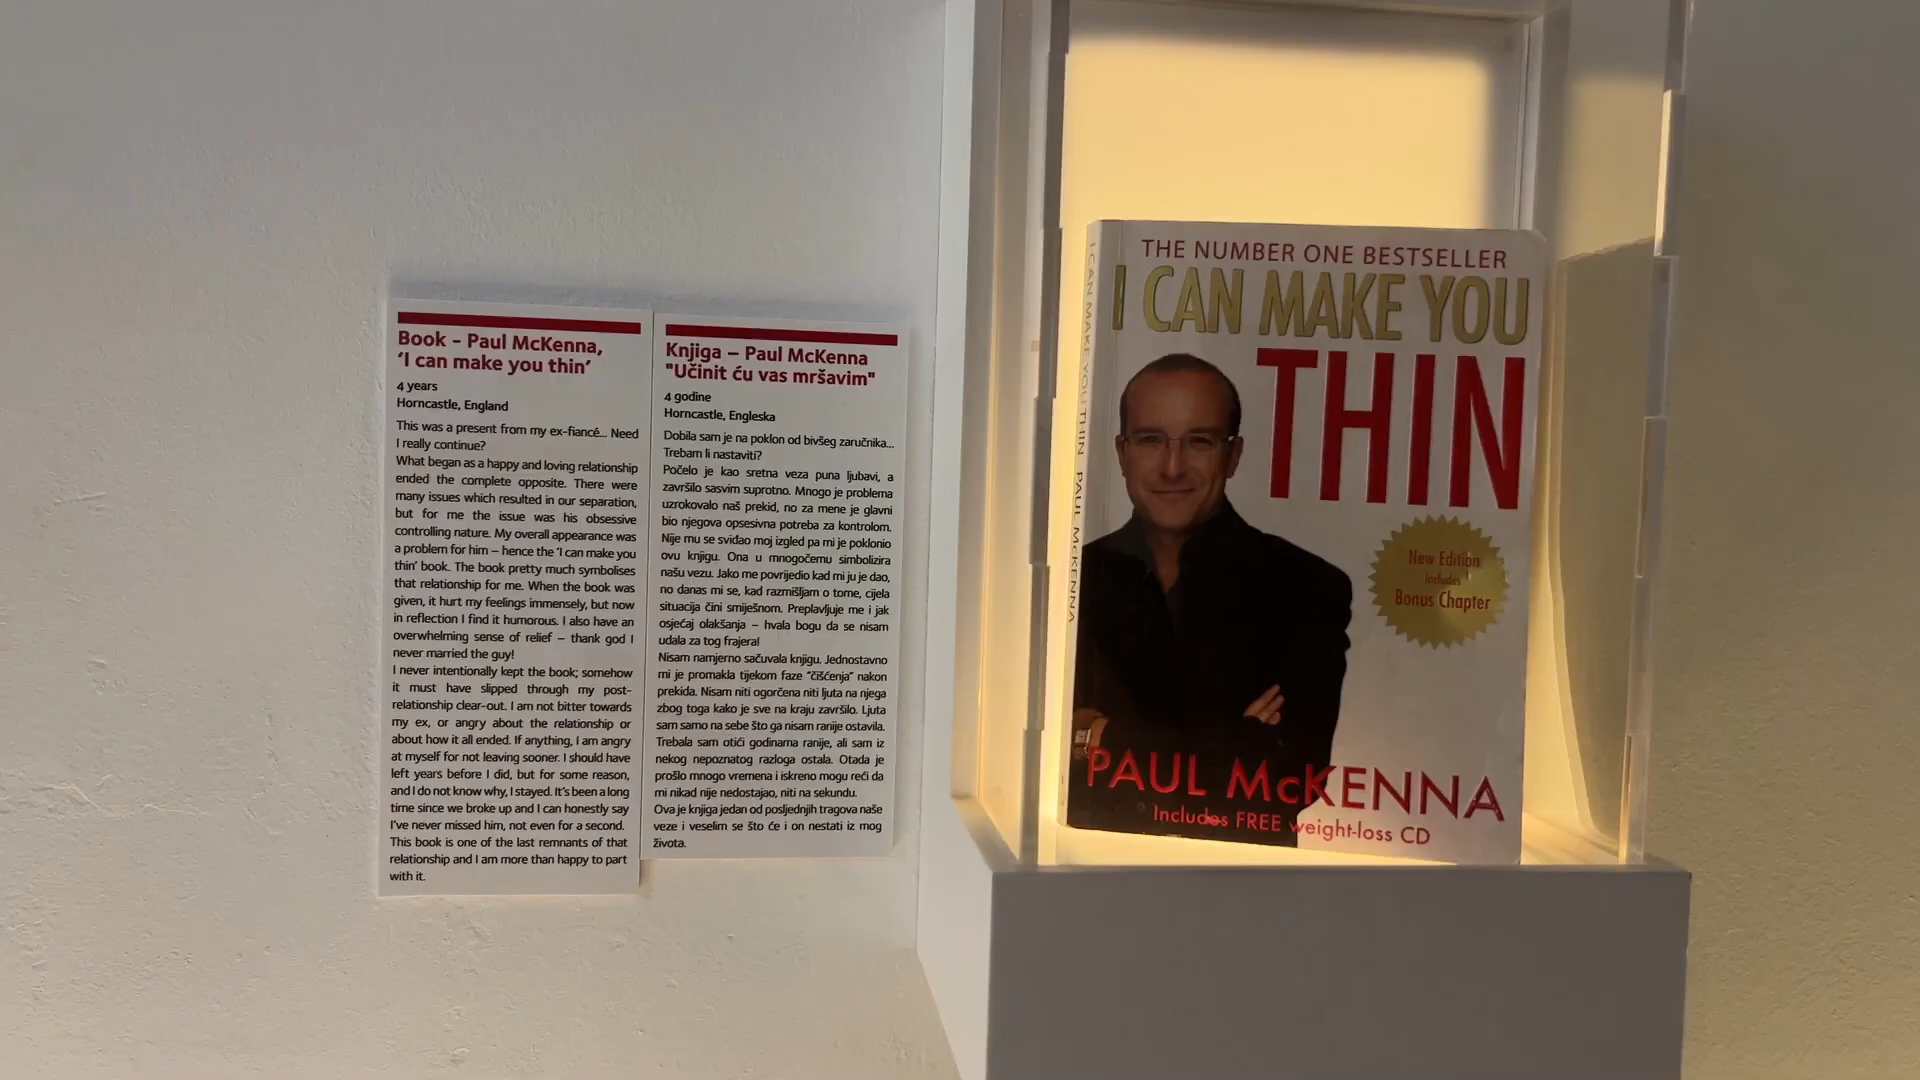 Book - Paul McKenna,
‘I can make you thin’
4 years
Horncastle, England
This was a present from my ex-fiancé... Need
I really continue?
What began as a happy and loving relationship
ended the complete opposite. There were
many issues which resulted in our separation,
but for me the issue was his obsessive
controlling nature. My overall appearance was
a problem for him – hence the ‘I can make you
thin’ book. The book pretty much symbolises
that relationship for me. When the book was
given, it hurt my feelings immensely, but now
in reflection I find it humorous. I also have an
overwhelming sense of relief – thank god I
never married the guy!
I never intentionally kept the book; somehow
it must have slipped through my post-
relationship clear-out. I am not bitter towards
my ex, or angry about the relationship or
about how it all ended. If anything, I am angry
at myself for not leaving sooner. I should have
left years before I did, but for some reason,
and I do not know why, I stayed. It’s been a long
time since we broke up and I can honestly say
I’ve never missed him, not even for a second.
This book is one of the last remnants of that
relationship and I am more than happy to part
with it.
Knjiga – Paul McKenna
"Učinit ću vas mršavim"
4 godine
Horncastle, Engleska
Dobila sam je na poklon od bivšeg zaručnika...
Trebam li nastaviti?
Počelo je kao sretna veza puna ljubavi, a
završilo sasvim suprotno. Mnogo je problema
uzrokovalo naš prekid, no za mene je glavni
bio njegova opsesivna potreba za kontrolom.
Nije mu se sviđao moj izgled pa mi je poklonio
ovu knjigu. Ona u mnogočemu simbolizira
našu vezu. Jako me povrijedio kad mi ju je dao,
no danas mi se, kad razmišljam o tome, cijela
situacija čini smiješnom. Preplavljuje me i jak
osjećaj olakšanja – hvala bogu da se nisam
udala za tog frajera!
Nisam namjerno sačuvala knjigu. Jednostavno
mi je promakla tijekom faze “čišćenja” nakon
prekida. Nisam niti ogorčena niti ljuta na njega
zbog toga kako je sve na kraju završilo. Ljuta
sam samo na sebe što ga nisam ranije ostavila.
Trebala sam otići godinama ranije, ali sam iz
nekog nepoznatog razloga ostala. Otada je
prošlo mnogo vremena i iskreno mogu reći da
mi nikad nije nedostajao, niti na sekundu.
Ova je knjiga jedan od posljednjih tragova naše
veze i veselim se što će i on nestati iz mog
života.
I CAN MAKE YOU THIN PAUL McKENNA
THE NUMBER ONE BESTSELLER
I CAN MAKE YOU
THIN
New Edition
Includes
Bonus Chapter
PAUL McKENNA
Includes FREE weight-loss CD